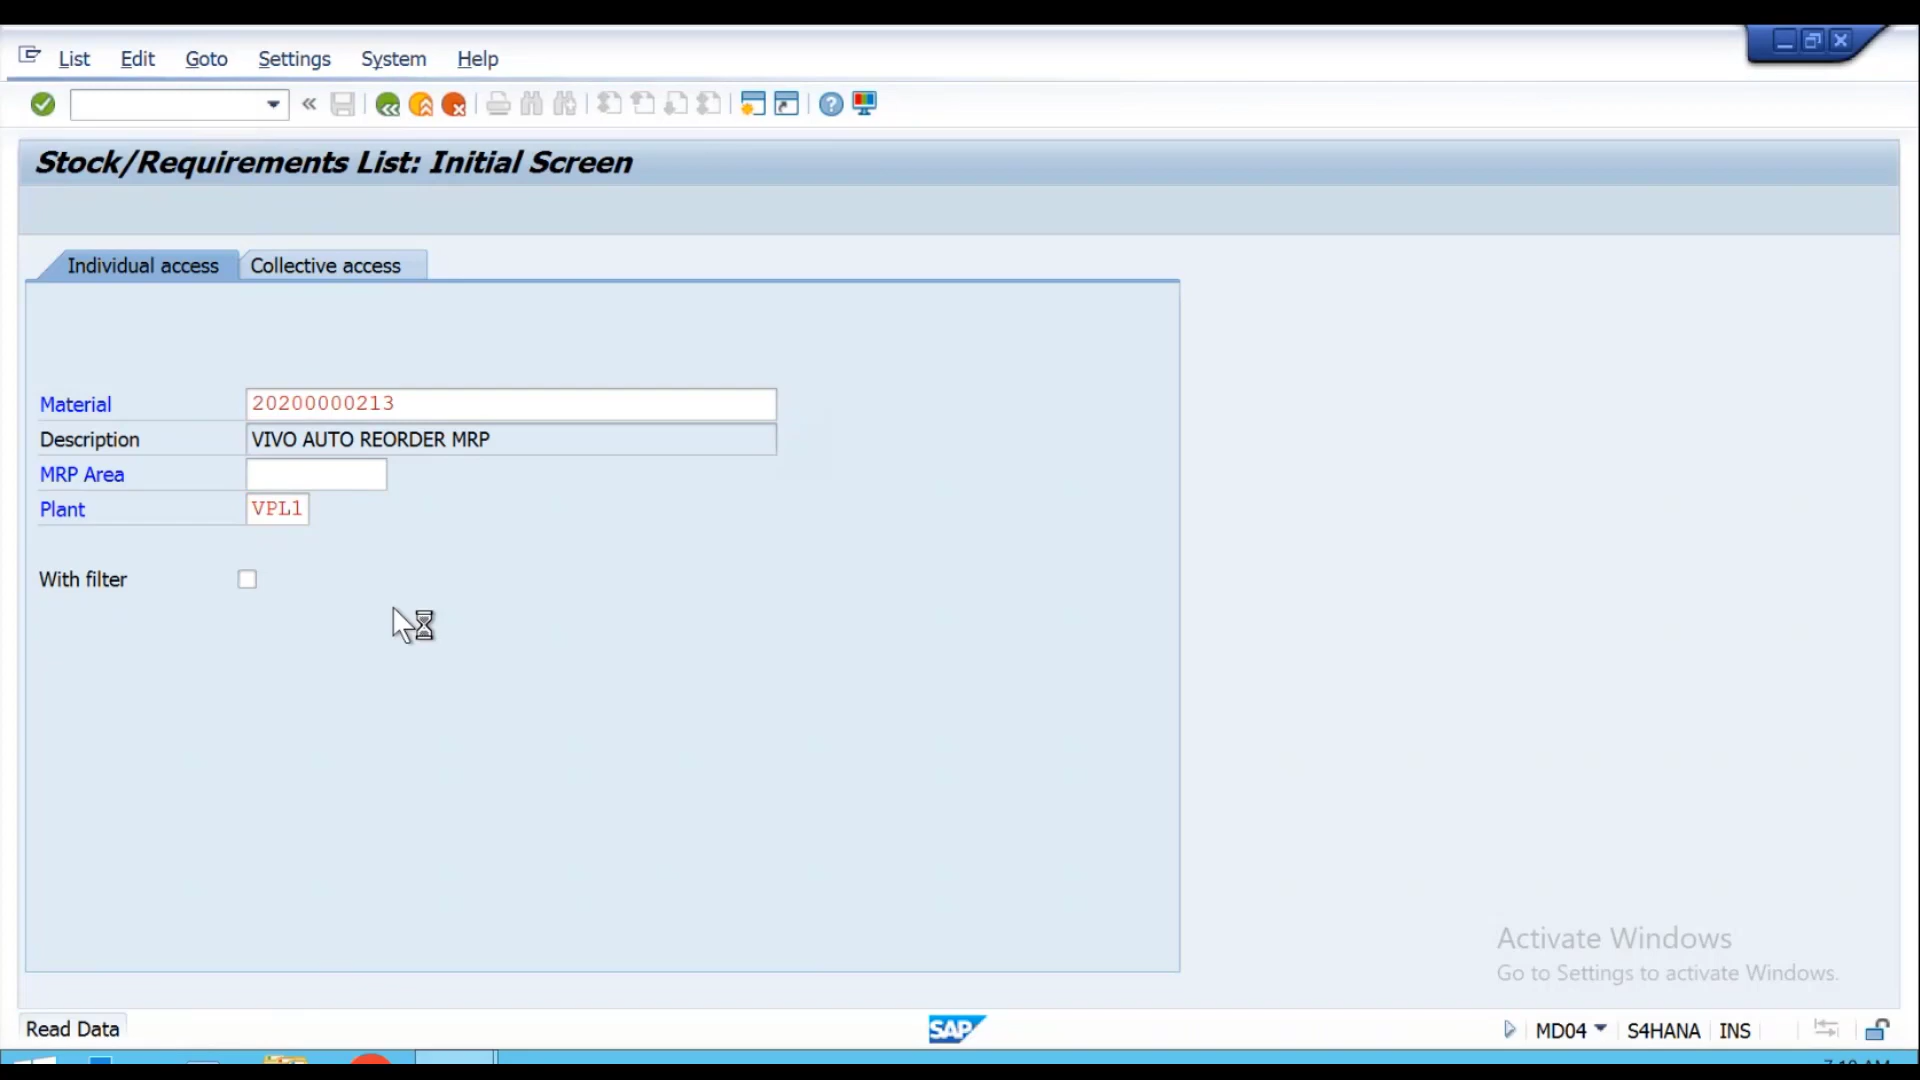 List Edit Goto Settings System Help
Stock/Requirements List: Initial Screen
Individual access Collective access
Material 20200000213
Description VIVO AUTO REORDER MRP
MRP Area
Plant VPL1
With filter
Activate Windows
Go to Settings to activate Windows.
Read Data SAP MD04 S4HANA INS